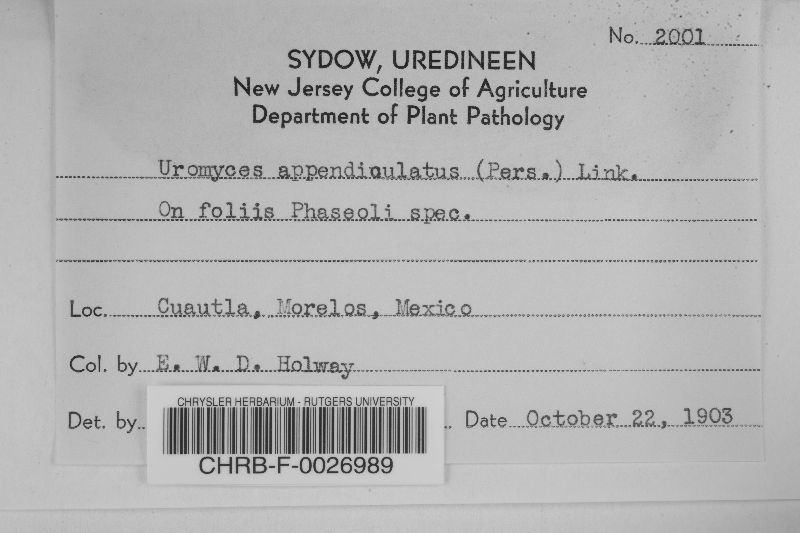 No. 2001
SYDOW, UREDINEEN
New Jersey College of Agriculture
Department of Plant Pathology
Uromyces appendiculatus (Pers.) Link.
On foliis Phaseoli spec.
Loc. Cuautla, Morelos, Mexico
Col. by E. W. D. Holway
Det. by Date October 22, 1903
CHRYSLER HERBARIUM - RUTGERS UNIVERSITY
CHRB-F-0026989